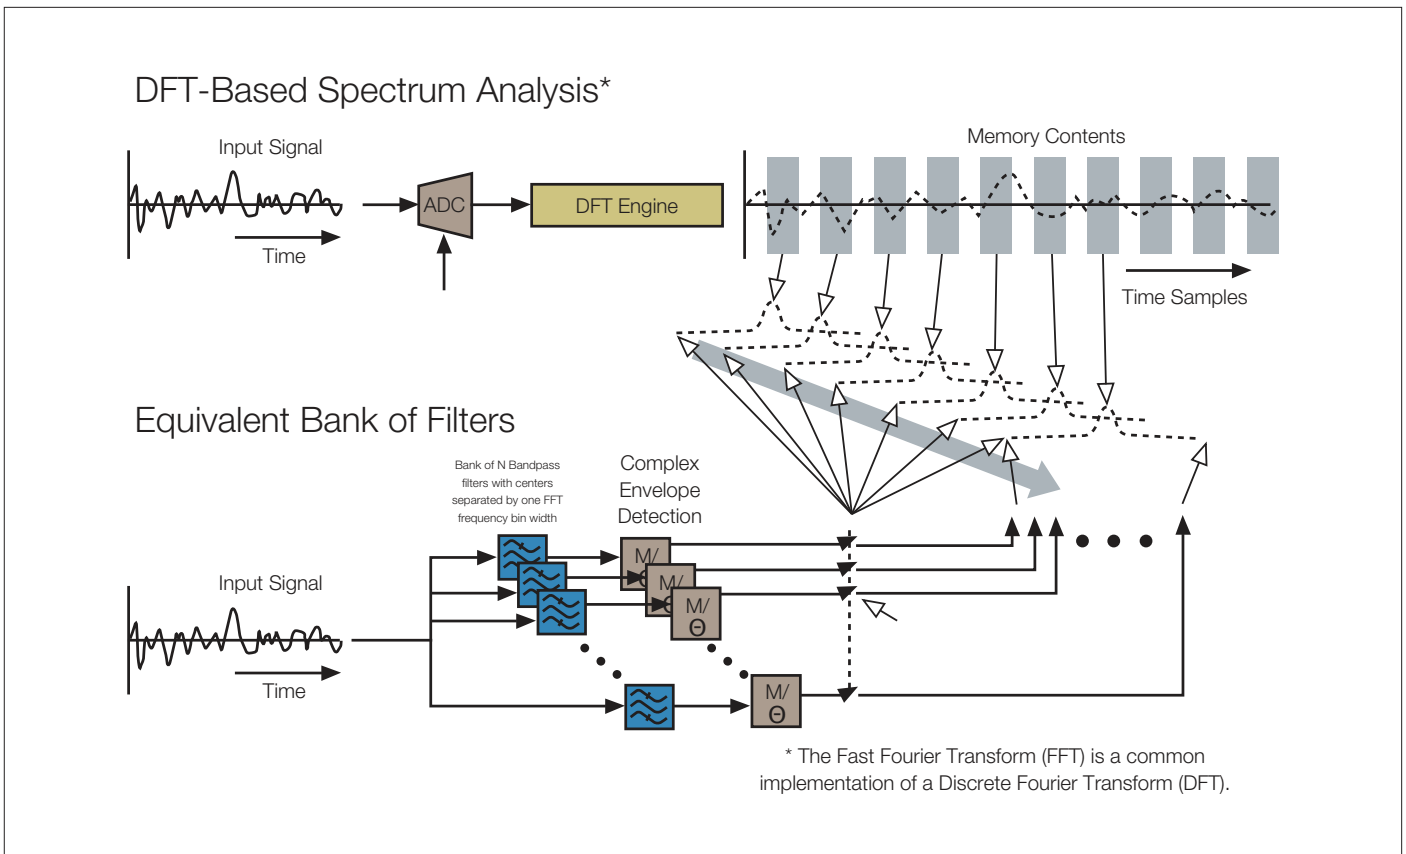 DFT-Based Spectrum Analysis*
Input Signal
Time
ADC
DFT Engine
Memory Contents
Time Samples
Equivalent Bank of Filters
Bank of N Bandpass
filters with centers
separated by one FFT
frequency bin width
Complex
Envelope
Detection
Input Signal
Time
M/
Θ
M/
Θ
M/
Θ
M/
Θ
* The Fast Fourier Transform (FFT) is a common
implementation of a Discrete Fourier Transform (DFT).